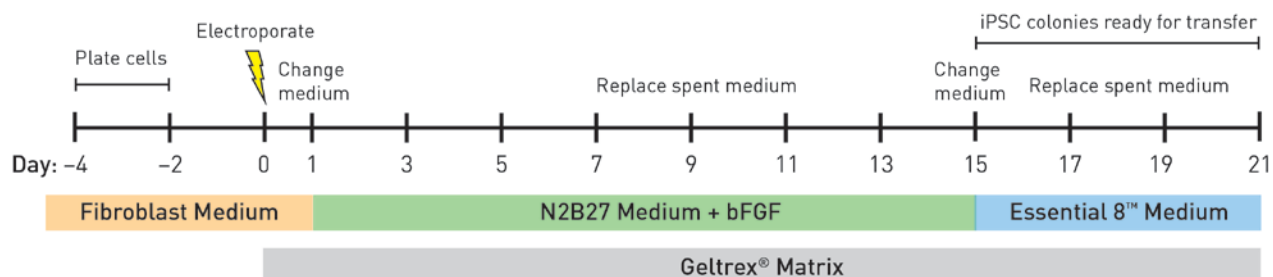 iPSC colonies ready for transfer
Electroporate
Plate cells
Change
medium
Replace spent medium
Change
medium
Replace spent medium
Day: −4 −2 0 1 3 5 7 9 11 13 15 17 19 21
Fibroblast Medium
N2B27 Medium + bFGF
Essential 8™ Medium
Geltrex® Matrix